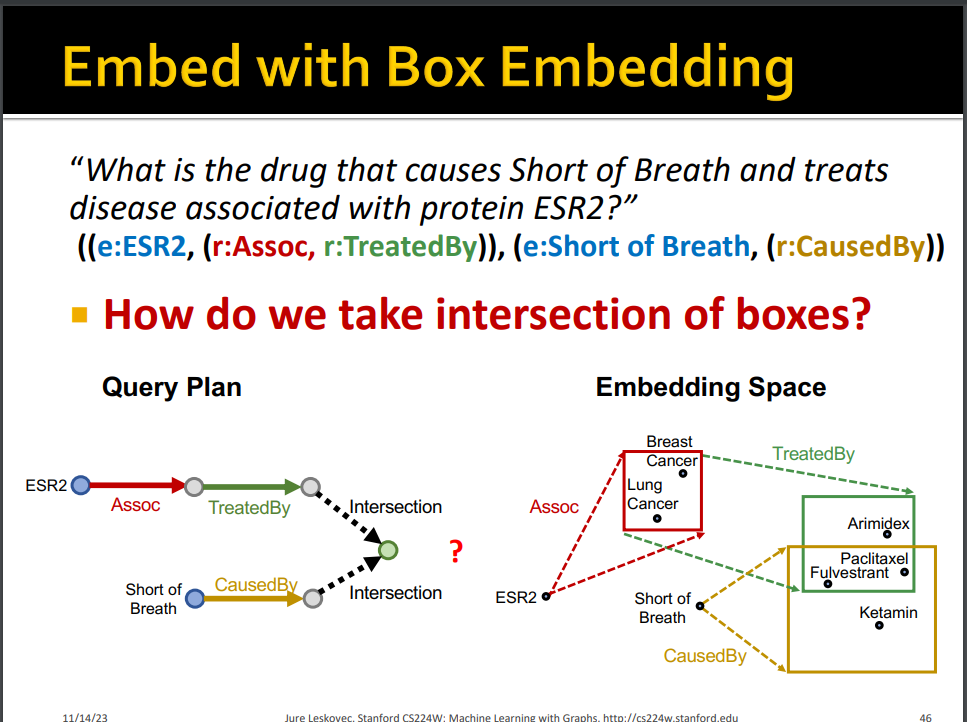 Embed with Box Embedding
“What is the drug that causes Short of Breath and treats
disease associated with protein ESR2?”
((e:ESR2, (r:Assoc, r:TreatedBy)), (e:Short of Breath, (r:CausedBy))
How do we take intersection of boxes?
Query Plan
ESR2
Assoc
TreatedBy
Intersection
?
Short of
Breath
CausedBy
Intersection
Embedding Space
Breast
Cancer
Lung
Cancer
TreatedBy
Assoc
Arimidex
Paclitaxel
Fulvestrant
ESR2
Short of
Breath
Ketamin
CausedBy
11/14/23
Jure Leskovec, Stanford CS224W: Machine Learning with Graphs, http://cs224w.stanford.edu
46